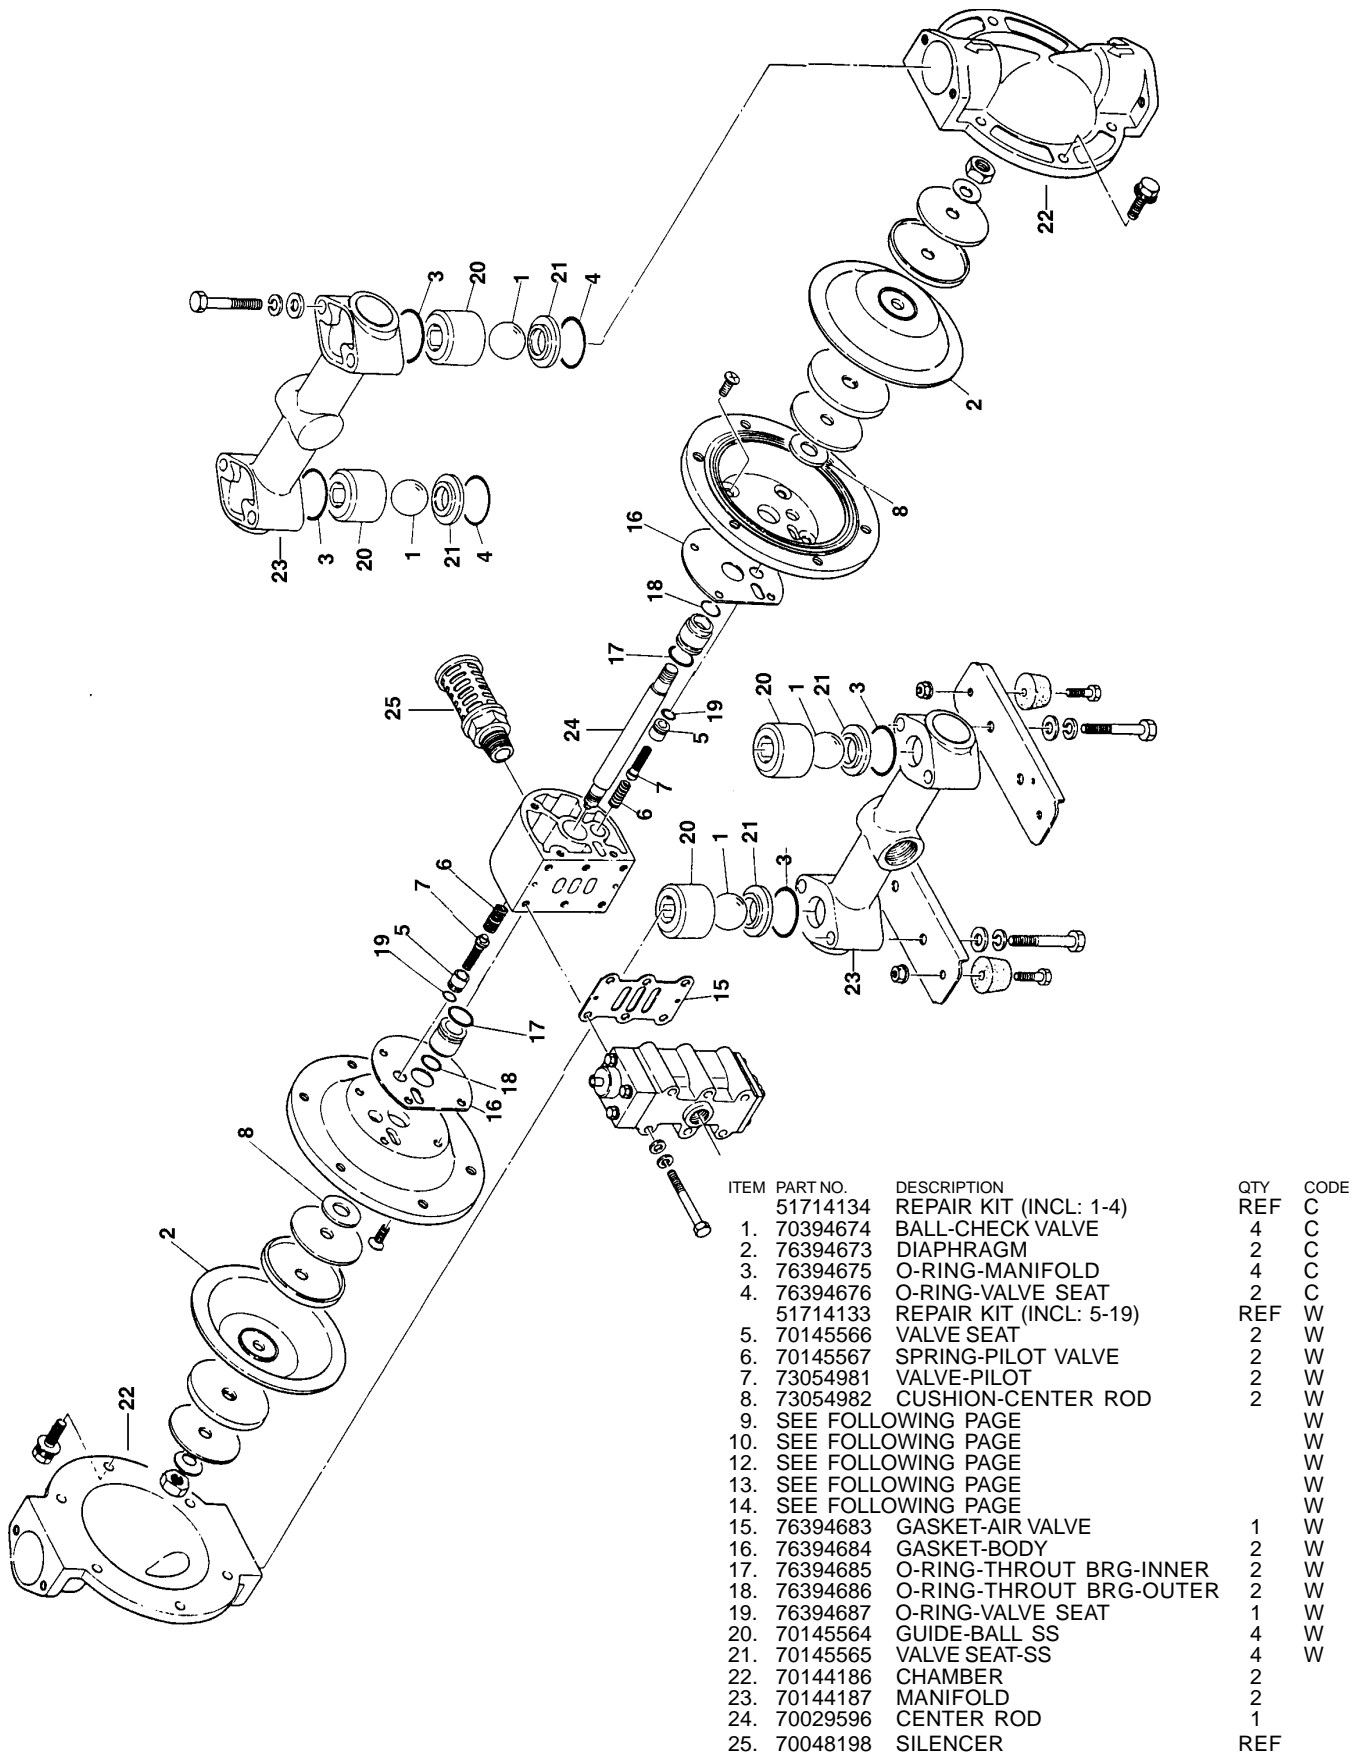 22
3
20
1
21
4
2
23
3
20
1
21
4
8
16
18
17
25
24
19
5
7
6
20
1
21
3
20
1
21
3
23
6
7
5
19
15
17
18
16
8
2
22
ITEM PART NO. DESCRIPTION QTY CODE
51714134 REPAIR KIT (INCL: 1-4) REF C
1. 70394674 BALL-CHECK VALVE 4 C
2. 76394673 DIAPHRAGM 2 C
3. 76394675 O-RING-MANIFOLD 4 C
4. 76394676 O-RING-VALVE SEAT 2 C
51714133 REPAIR KIT (INCL: 5-19) REF W
5. 70145566 VALVE SEAT 2 W
6. 70145567 SPRING-PILOT VALVE 2 W
7. 73054981 VALVE-PILOT 2 W
8. 73054982 CUSHION-CENTER ROD 2 W
9. SEE FOLLOWING PAGE W
10. SEE FOLLOWING PAGE W
12. SEE FOLLOWING PAGE W
13. SEE FOLLOWING PAGE W
14. SEE FOLLOWING PAGE W
15. 76394683 GASKET-AIR VALVE 1 W
16. 76394684 GASKET-BODY 2 W
17. 76394685 O-RING-THROUT BRG-INNER 2 W
18. 76394686 O-RING-THROUT BRG-OUTER 2 W
19. 76394687 O-RING-VALVE SEAT 1 W
20. 70145564 GUIDE-BALL SS 4 W
21. 70145565 VALVE SEAT-SS 4 W
22. 70144186 CHAMBER 2
23. 70144187 MANIFOLD 2
24. 70029596 CENTER ROD 1
25. 70048198 SILENCER REF